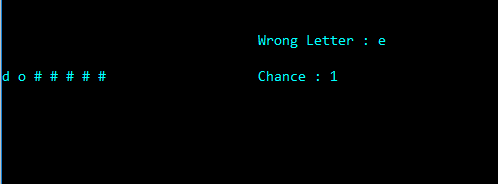 Wrong Letter : e
d o # # # # # Chance : 1